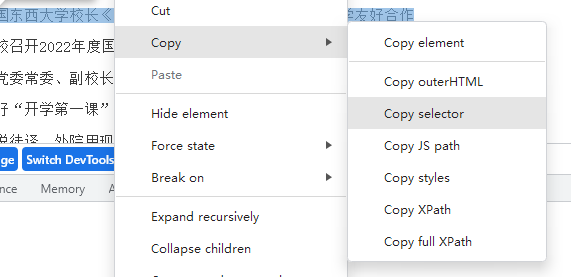 国东西大学校长《
学友好合作
校召开2022年度国
党委常委、副校长
好“开学第一课”
Cut
Copy
Paste
Hide element
Force state
Break on
Expand recursively
Collapse children
Copy element
Copy outerHTML
Copy selector
Copy JS path
Copy styles
Copy XPath
Copy full XPath
ge
Switch DevTools
nce
Memory
A